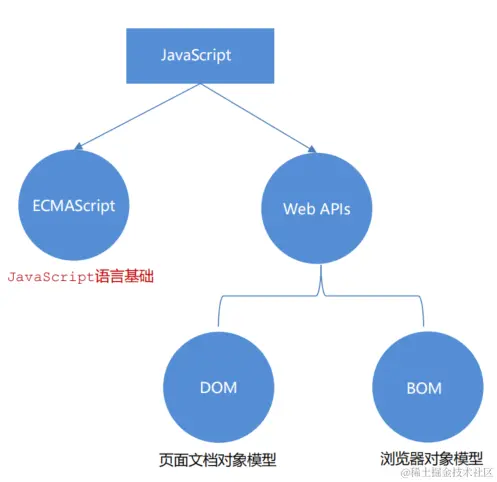 JavaScript
ECMAScript
Web APIs
JavaScript语言基础
DOM
BOM
页面文档对象模型
浏览器对象模型
@稀土掘金技术社区